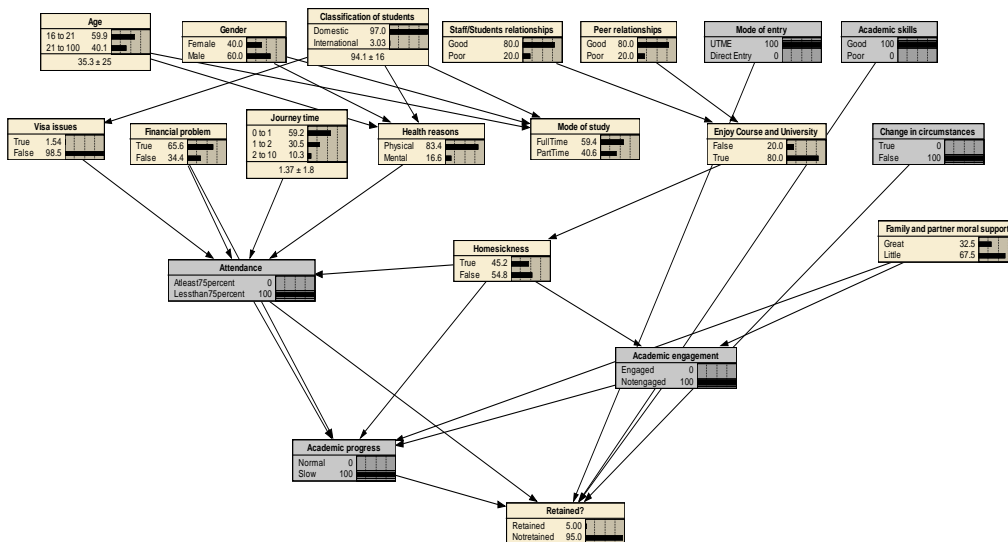 Age
16 to 21 59.9
21 to 100 40.1
35.3 ± 25
Gender
Female 40.0
Male 60.0
Classification of students
Domestic 97.0
International 3.03
94.1 ± 16
Staff/Students relationships
Good 80.0
Poor 20.0
Peer relationships
Good 80.0
Poor 20.0
Mode of entry
UTME 100
Direct Entry 0
Academic skills
Good 100
Poor 0
Visa issues
True 1.54
False 98.5
Financial problem
True 65.6
False 34.4
Journey time
0 to 1 59.2
1 to 2 30.5
2 to 10 10.3
1.37 ± 1.8
Health reasons
Physical 83.4
Mental 16.6
Mode of study
FullTime 59.4
PartTime 40.6
Enjoy Course and University
False 20.0
True 80.0
Change in circumstances
True 0
False 100
Family and partner moral support
Great 32.5
Little 67.5
Homesickness
True 45.2
False 54.8
Attendance
Atleast75percent 0
Lessthan75percent 100
Academic engagement
Engaged 0
Notengaged 100
Academic progress
Normal 0
Slow 100
Retained?
Retained 5.00
Notretained 95.0